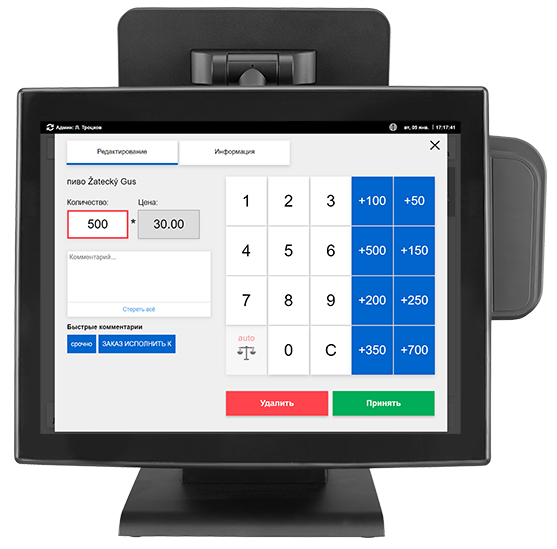 Админ: Л. Троцков
вт, 05 янв. | 17:17:41
Редактирование
Информация
пиво Žatecký Gus
Количество:
Цена:
500 * 30.00
Комментарий...
Стереть всё
Быстрые комментарии
срочно
ЗАКАЗ ИСПОЛНИТЬ К
1 2 3 +100 +50
4 5 6 +500 +150
7 8 9 +200 +250
auto 0 C +350 +700
Удалить
Принять